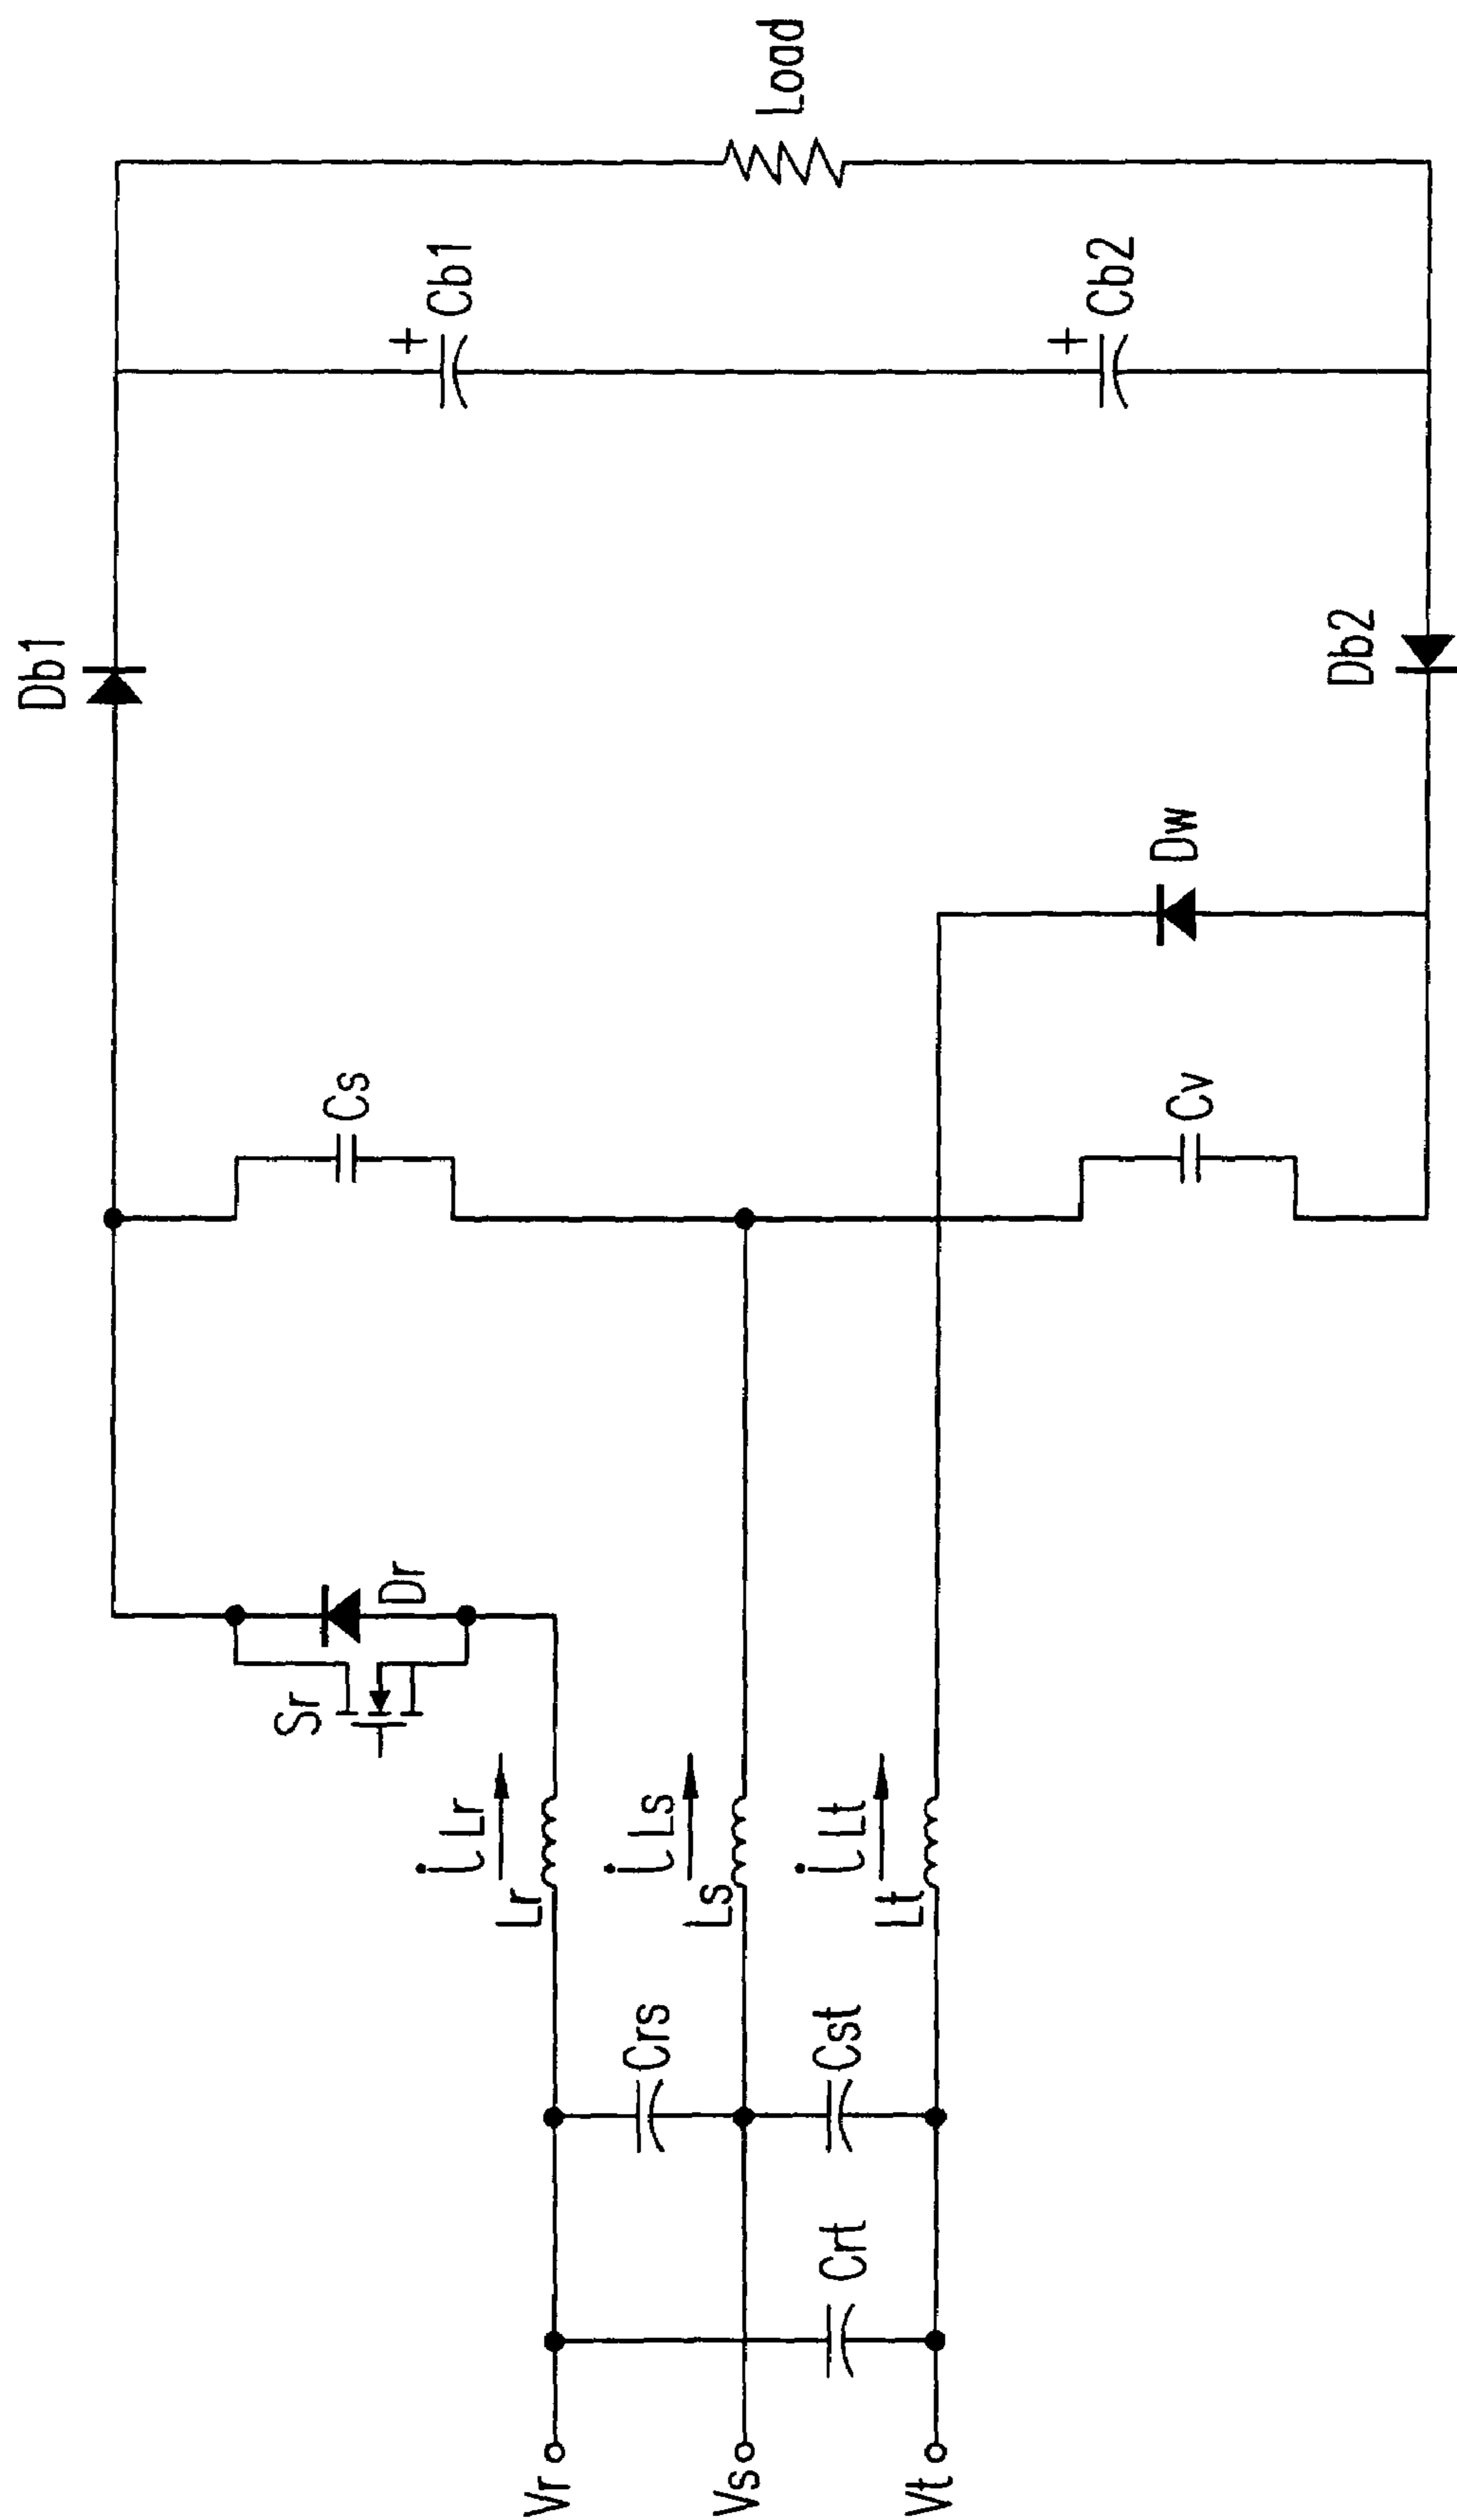 Db1
Cb1
+
Load
Cs
Sr
Dr
iLr
Lr
Vr
Crs
iLs
Ls
Vs
Cst
Crt
iLt
Lt
Vt
Cb2
+
Dw
Cv
Db2